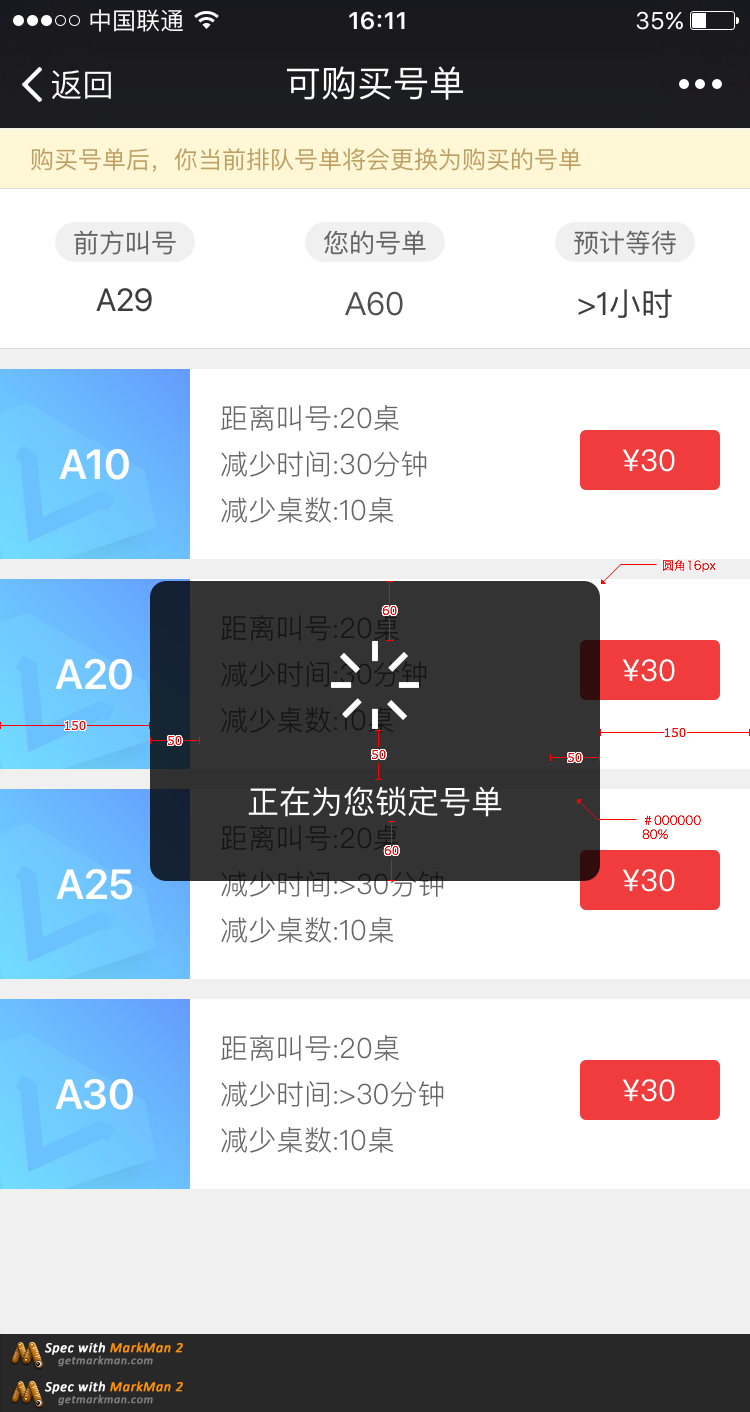 中国联通 16:11 35%
返回 可购买号单
购买号单后，你当前排队号单将会更换为购买的号单
前方叫号 您的号单 预计等待
A29 A60 >1小时
距离叫号:20桌
A10 减少时间:30分钟 ¥30
减少桌数:10桌
圆角16px
60
距离叫号:20桌
A20 减少时间:30分钟 ¥30
减少桌数:10桌
150 50 150
50 50
正在为您锁定号单
#000000
80%
距离叫号:20桌
60
A25 减少时间:>30分钟 ¥30
减少桌数:10桌
距离叫号:20桌
A30 减少时间:>30分钟 ¥30
减少桌数:10桌
Spec with MarkMan 2
getmarkman.com
Spec with MarkMan 2
getmarkman.com